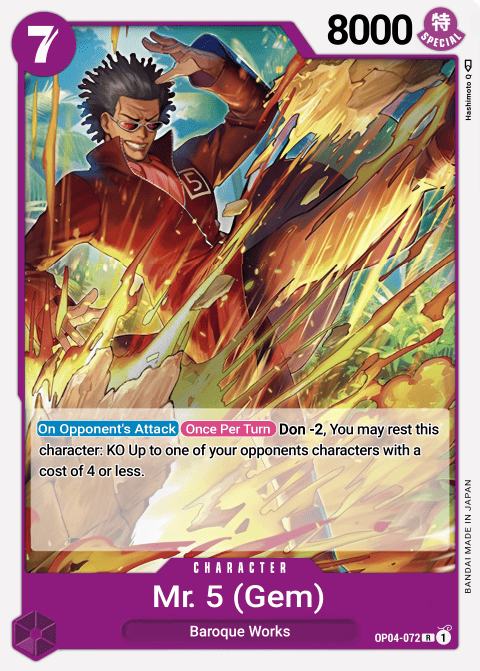 7
8000
特
SPECIAL
Hashimoto Q
5
On Opponent's Attack Once Per Turn Don -2, You may rest this
character: KO Up to one of your opponents characters with a
cost of 4 or less.
BANDAI MADE IN JAPAN
CHARACTER
Mr. 5 (Gem)
Baroque Works
OP04-072 R 1